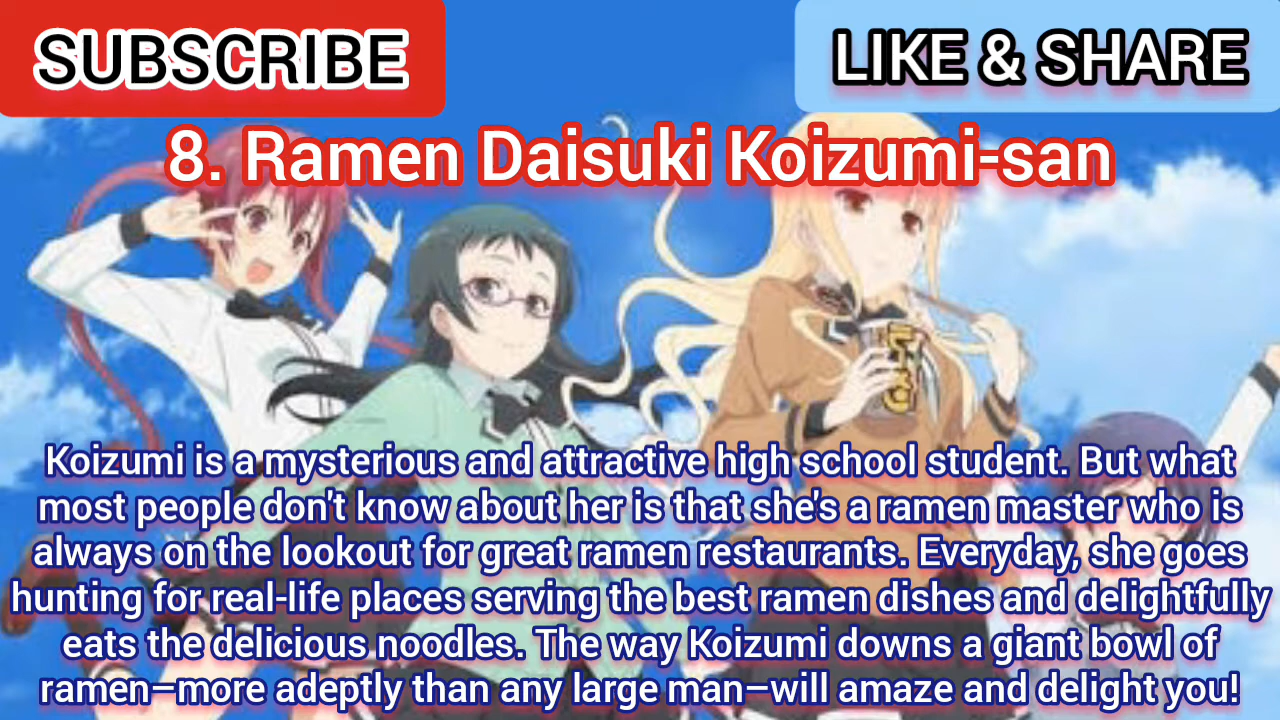 SUBSCRIBE
LIKE & SHARE
8. Ramen Daisuki Koizumi-san
Koizumi is a mysterious and attractive high school student. But what
most people don't know about her is that she's a ramen master who is
always on the lookout for great ramen restaurants. Everyday, she goes
hunting for real-life places serving the best ramen dishes and delightfully
eats the delicious noodles. The way Koizumi downs a giant bowl of
ramen—more adeptly than any large man—will amaze and delight you!